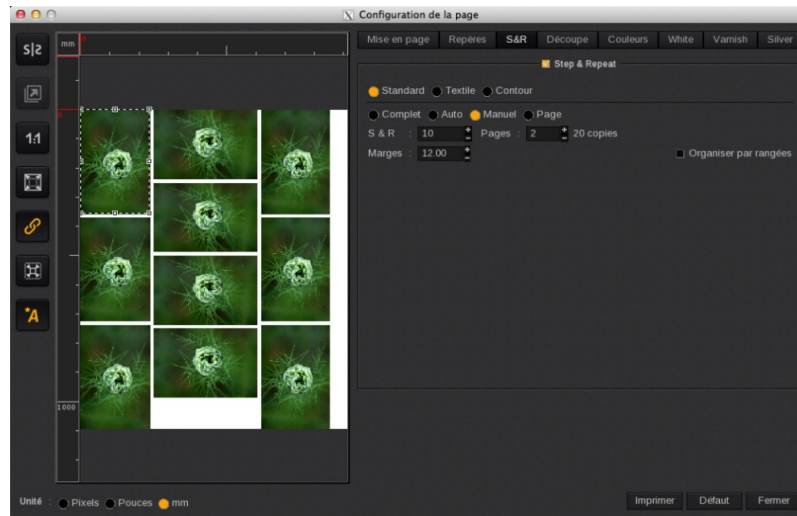 Configuration de la page
Mise en page Repères S&R Découpe Couleurs White Varnish Silver
Step & Repeat
Standard Textile Contour
Complet Auto Manuel Page
S & R : 10 Pages : 2 20 copies
Marges : 12.00 Organiser par rangées
S|S
1:1
*A
mm 0
0
1000
Unité : Pixels Pouces mm
Imprimer Défaut Fermer